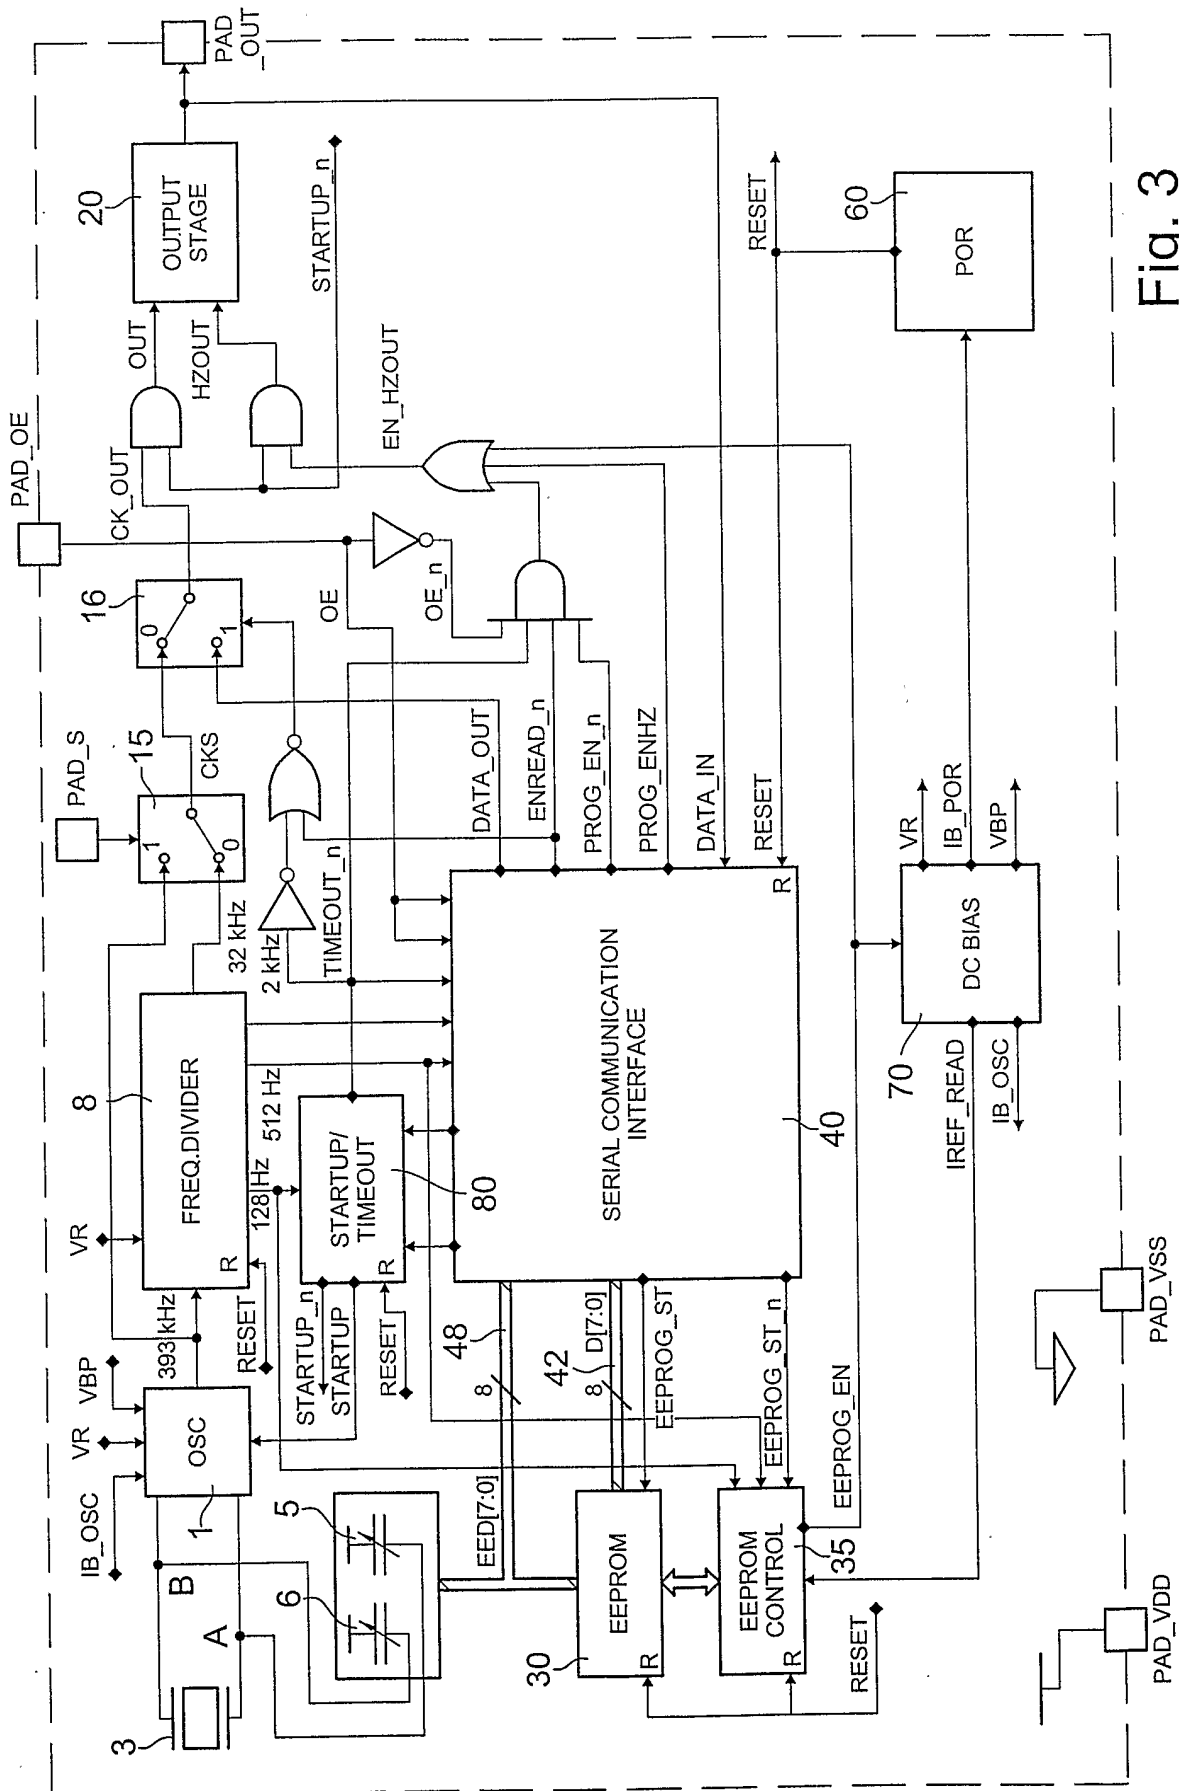 PAD_OE
PAD_S
PAD
_OUT
IB_OSC
VR
VBP
393 kHz
RESET
VR
FREQ.DIVIDER
R
8
32 kHz
2 kHz
512 Hz
128 Hz
15
1
0
CKS
16
0
1
CK_OUT
OUT
HZOUT
20
OUTPUT
STAGE
STARTUP_n
EN_HZOUT
3
B
A
1
OSC
5
6
STARTUP/
TIMEOUT
R
80
STARTUP_n
STARTUP
RESET
TIMEOUT_n
OE
OE_n
EED[7:0]
48
8
42
8
D[7:0]
EEPROG_ST
EEPROG_ST_n
EEPROG_EN
SERIAL COMMUNICATION
INTERFACE
R
40
DATA_OUT
ENREAD_n
PROG_EN_n
PROG_ENHZ
DATA_IN
RESET
RESET
EEPROM
R
30
EEPROM
CONTROL
R
35
RESET
IREF_READ
IB_OSC
70
DC BIAS
VR
IB_POR
VBP
60
POR
PAD_VDD
PAD_VSS
Fig. 3